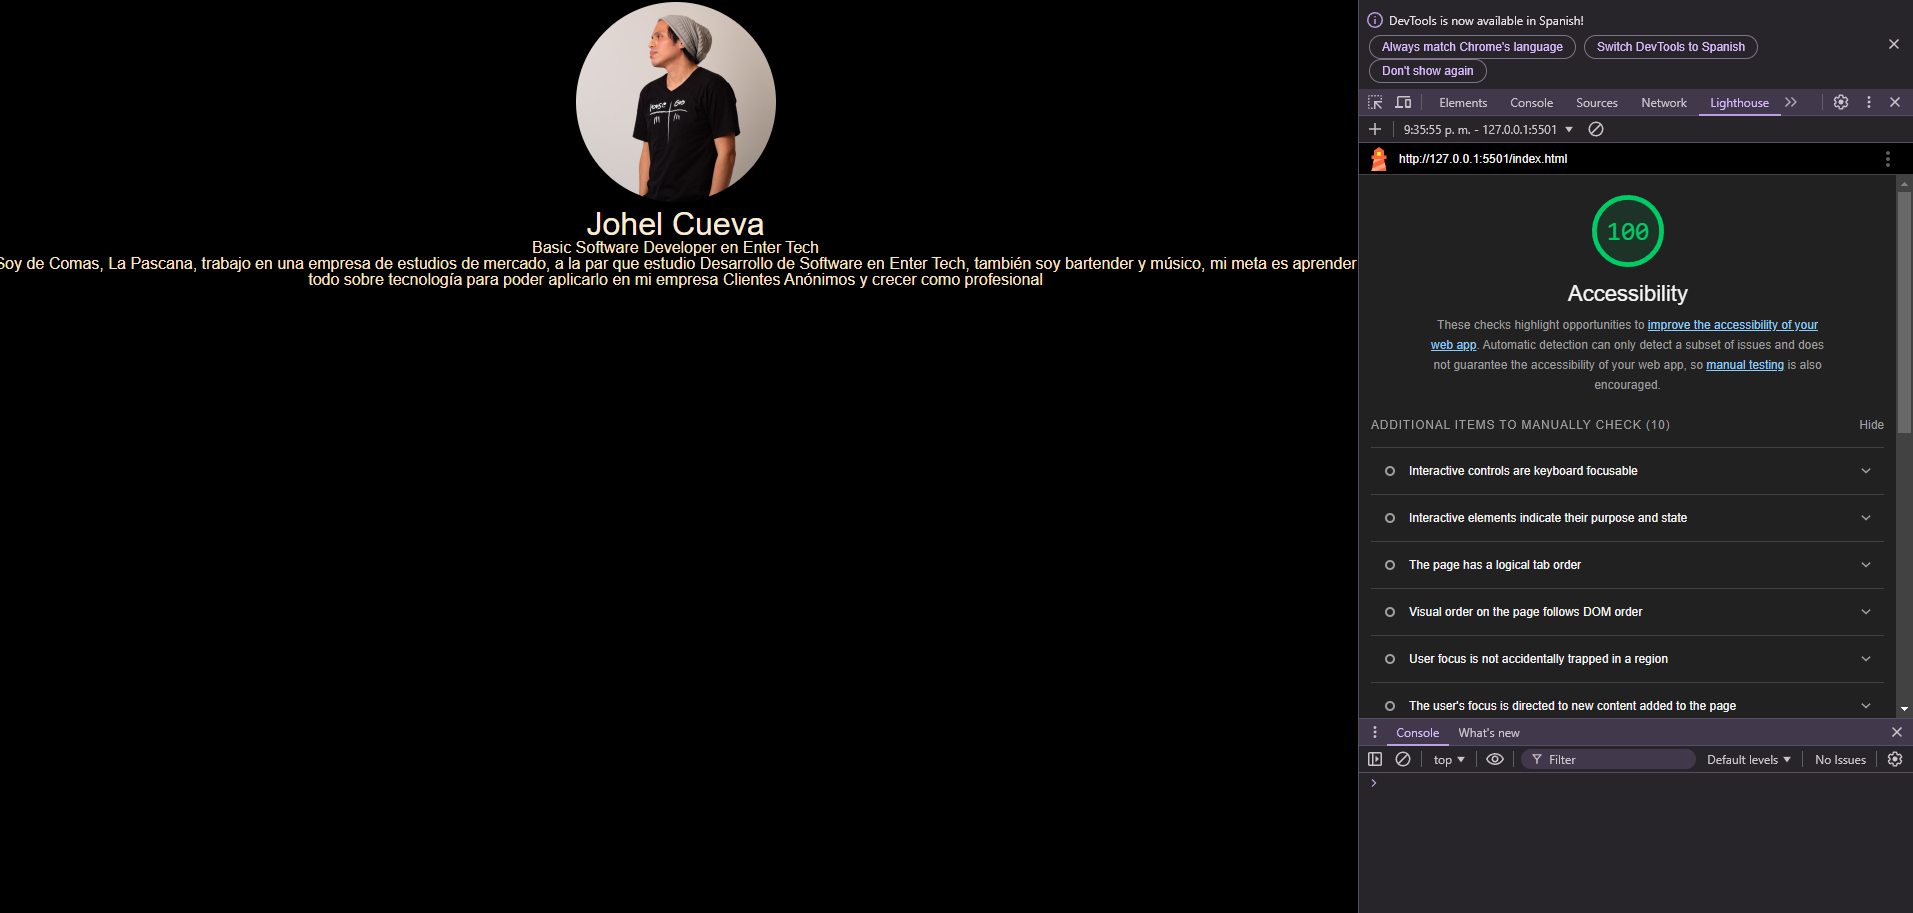 House God
Johel Cueva
Basic Software Developer en Enter Tech
Soy de Comas, La Pascana, trabajo en una empresa de estudios de mercado, a la par que estudio Desarrollo de Software en Enter Tech, también soy bartender y músico, mi meta es aprender
todo sobre tecnología para poder aplicarlo en mi empresa Clientes Anónimos y crecer como profesional
DevTools is now available in Spanish!
Always match Chrome's language Switch DevTools to Spanish
Don't show again
Elements Console Sources Network Lighthouse
9:35:55 p. m. - 127.0.0.1:5501
http://127.0.0.1:5501/index.html
100
Accessibility
These checks highlight opportunities to improve the accessibility of your
web app. Automatic detection can only detect a subset of issues and does
not guarantee the accessibility of your web app, so manual testing is also
encouraged.
ADDITIONAL ITEMS TO MANUALLY CHECK (10) Hide
Interactive controls are keyboard focusable
Interactive elements indicate their purpose and state
The page has a logical tab order
Visual order on the page follows DOM order
User focus is not accidentally trapped in a region
The user's focus is directed to new content added to the page
Console What's new
top Filter Default levels No Issues